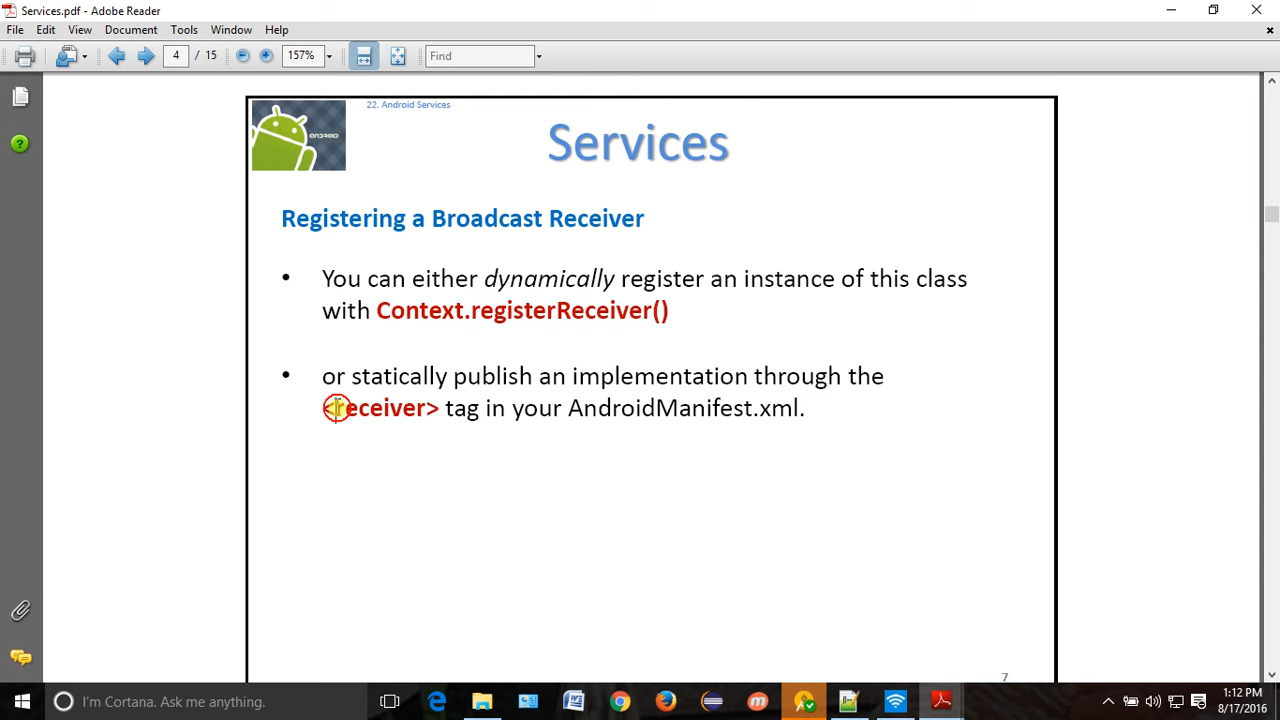 Services.pdf - Adobe Reader
File Edit View Document Tools Window Help
4 / 15 157% Find
22. Android Services
ANDROID
Services
Registering a Broadcast Receiver
• You can either dynamically register an instance of this class
with Context.registerReceiver()
• or statically publish an implementation through the
<receiver> tag in your AndroidManifest.xml.
7
I'm Cortana. Ask me anything.
1:12 PM
8/17/2016